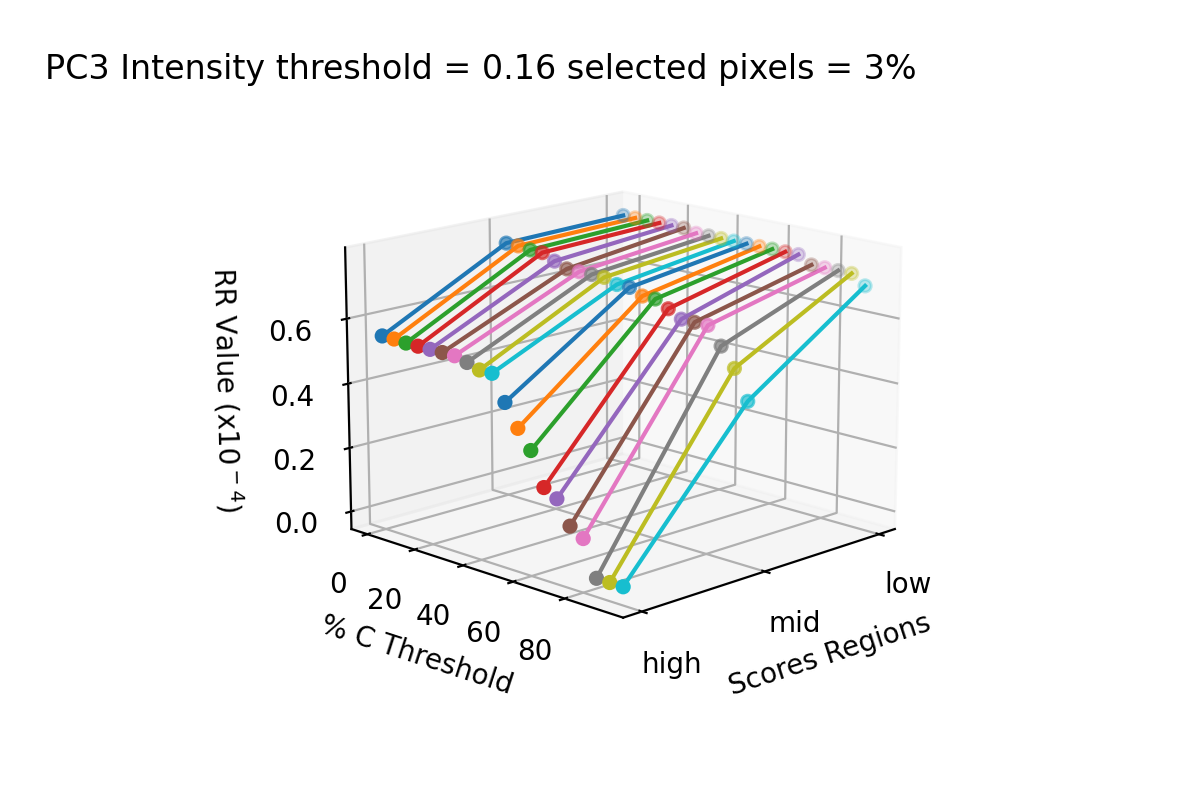 PC3 Intensity threshold = 0.16 selected pixels = 3%
RR Value (x10⁻⁴)
0.6
0.4
0.2
0.0
0
20
40
60
80
% C Threshold
high
mid
low
Scores Regions